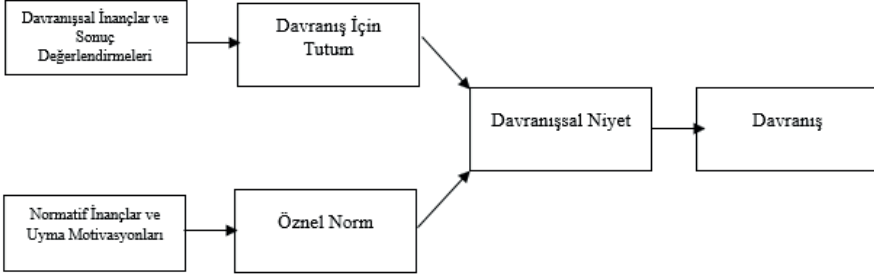 Davranışsal İnançlar ve
Sonuç
Değerlendirmeleri
Davranış İçin
Tutum
Davranışsal Niyet
Davranış
Normatif İnançlar ve
Uyma Motivasyonları
Öznel Norm